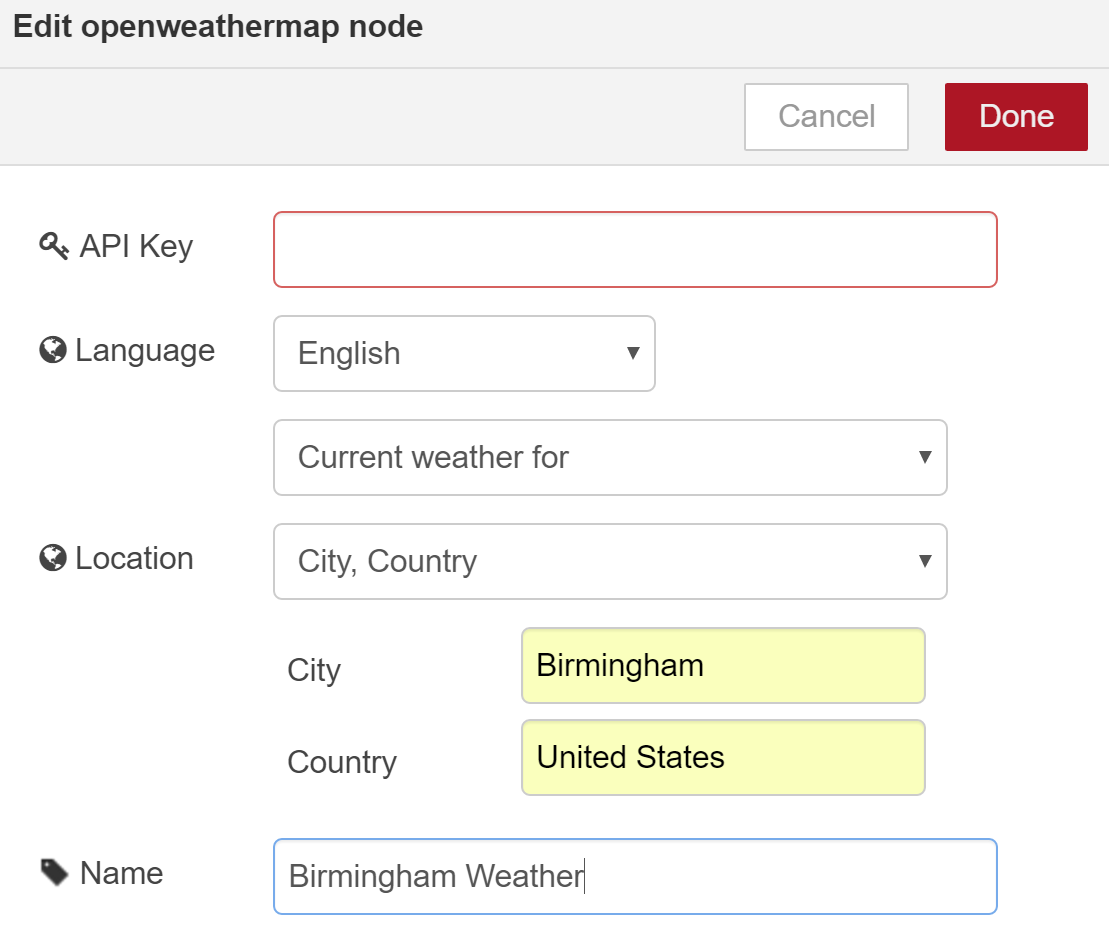 Edit openweathermap node
Cancel Done
API Key
Language English
Current weather for
Location City, Country
City Birmingham
Country United States
Name Birmingham Weather